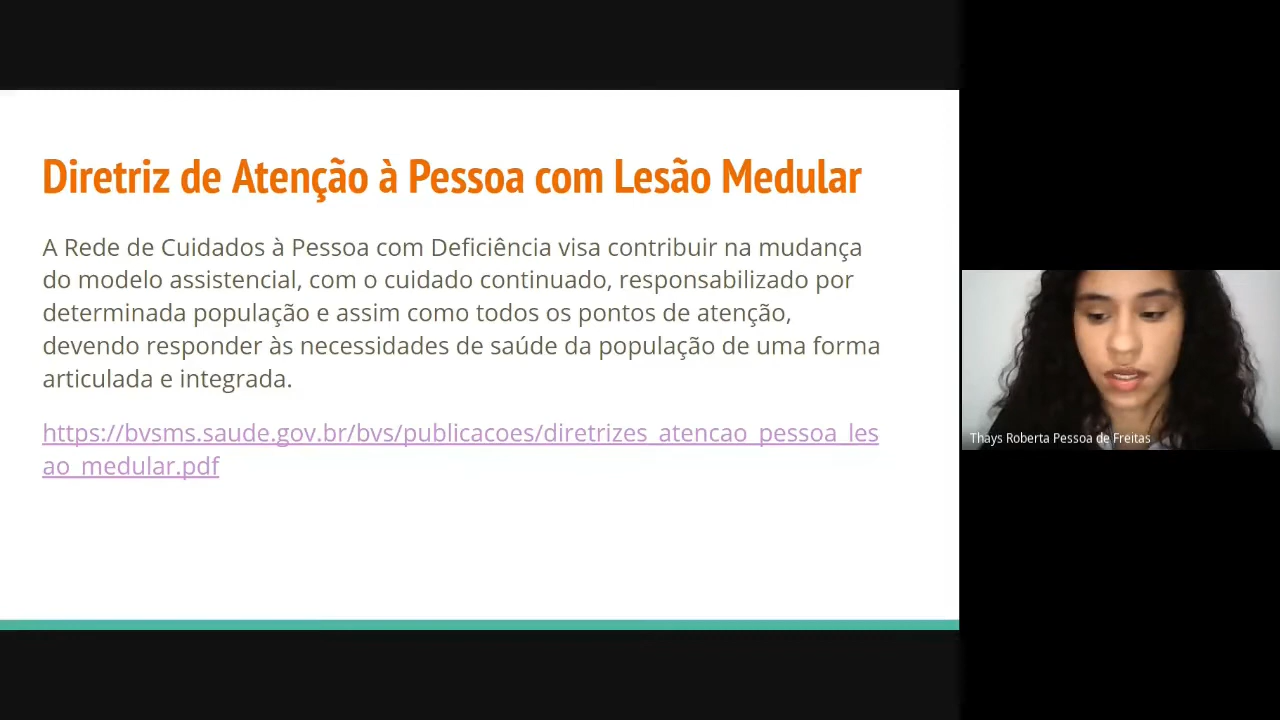 Diretriz de Atenção à Pessoa com Lesão Medular
A Rede de Cuidados à Pessoa com Deficiência visa contribuir na mudança
do modelo assistencial, com o cuidado continuado, responsabilizado por
determinada população e assim como todos os pontos de atenção,
devendo responder às necessidades de saúde da população de uma forma
articulada e integrada.
https://bvsms.saude.gov.br/bvs/publicacoes/diretrizes_atencao_pessoa_les
ao_medular.pdf
Thays Roberta Pessoa de Freitas